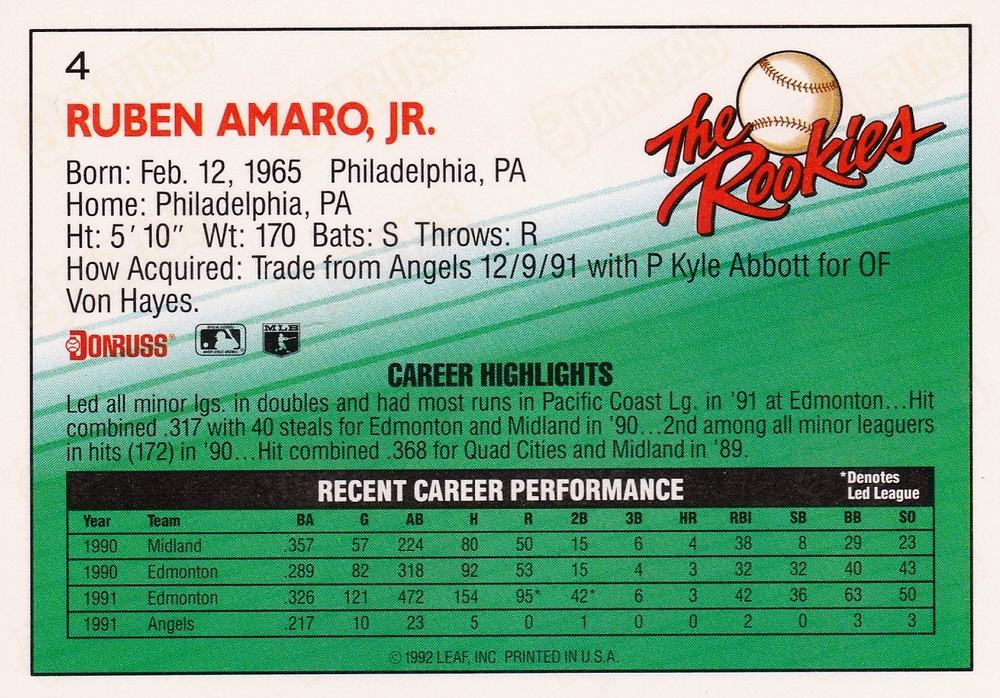 4
RUBEN AMARO, JR.
The
Rookies
Born: Feb. 12, 1965 Philadelphia, PA
Home: Philadelphia, PA
Ht: 5'10" Wt: 170 Bats: S Throws: R
How Acquired: Trade from Angels 12/9/91 with P Kyle Abbott for OF
Von Hayes.
DONRUSS MLB
CAREER HIGHLIGHTS
Led all minor lgs. in doubles and had most runs in Pacific Coast Lg. in '91 at Edmonton...Hit
combined .317 with 40 steals for Edmonton and Midland in '90...2nd among all minor leaguers
in hits (172) in '90...Hit combined .368 for Quad Cities and Midland in '89.
RECENT CAREER PERFORMANCE
*Denotes
Led League
Year Team BA G AB H R 2B 3B HR RBI SB BB SO
1990 Midland .357 57 224 80 50 15 6 4 38 8 29 23
1990 Edmonton .289 82 318 92 53 15 4 3 32 32 40 43
1991 Edmonton .326 121 472 154 95* 42* 6 3 42 36 63 50
1991 Angels .217 10 23 5 0 1 0 0 2 0 3 3
© 1992 LEAF, INC. PRINTED IN U.S.A.